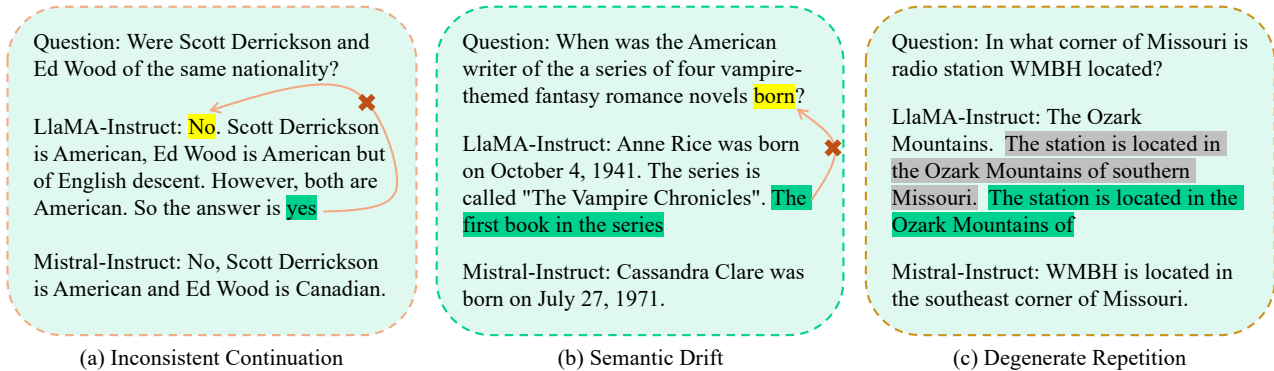 Question: Were Scott Derrickson and
Ed Wood of the same nationality?
LlaMA-Instruct: No. Scott Derrickson
is American, Ed Wood is American but
of English descent. However, both are
American. So the answer is yes
Mistral-Instruct: No, Scott Derrickson
is American and Ed Wood is Canadian.
(a) Inconsistent Continuation
Question: When was the American
writer of the a series of four vampire-
themed fantasy romance novels born?
LlaMA-Instruct: Anne Rice was born
on October 4, 1941. The series is
called "The Vampire Chronicles". The
first book in the series
Mistral-Instruct: Cassandra Clare was
born on July 27, 1971.
(b) Semantic Drift
Question: In what corner of Missouri is
radio station WMBH located?
LlaMA-Instruct: The Ozark
Mountains. The station is located in
the Ozark Mountains of southern
Missouri. The station is located in the
Ozark Mountains of
Mistral-Instruct: WMBH is located in
the southeast corner of Missouri.
(c) Degenerate Repetition